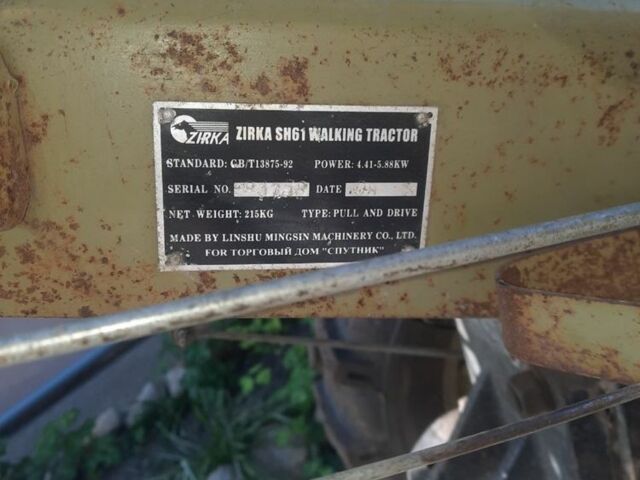 ZIRKA ZIRKA SH61 WALKING TRACTOR
STANDARD: GB/T13875-92 POWER: 4.41-5.88KW
SERIAL NO. DATE
NET WEIGHT: 215KG TYPE: PULL AND DRIVE
MADE BY LINSHU MINGSIN MACHINERY CO., LTD.
FOR ТОРГОВЫЙ ДОМ "СПУТНИК"